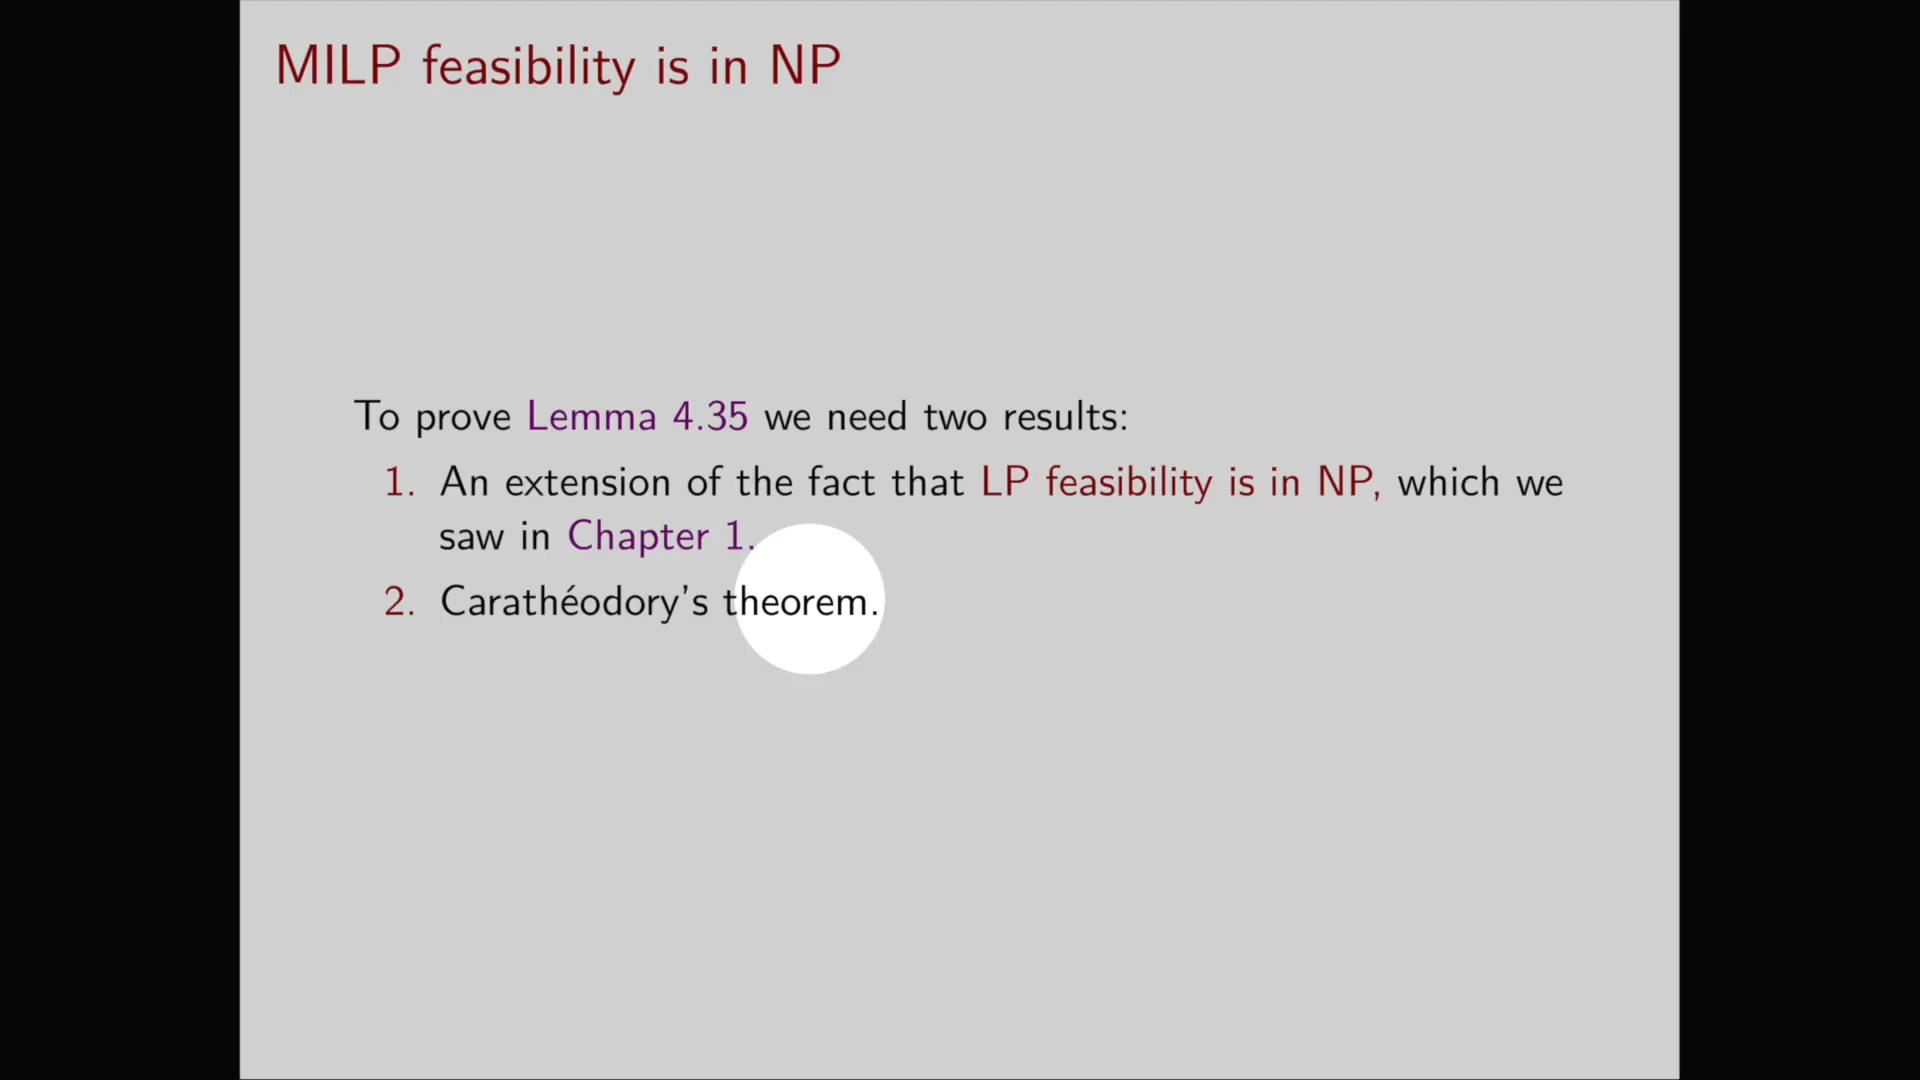 MILP feasibility is in NP
To prove Lemma 4.35 we need two results:
1. An extension of the fact that LP feasibility is in NP, which we
saw in Chapter 1.
2. Carathéodory's theorem.